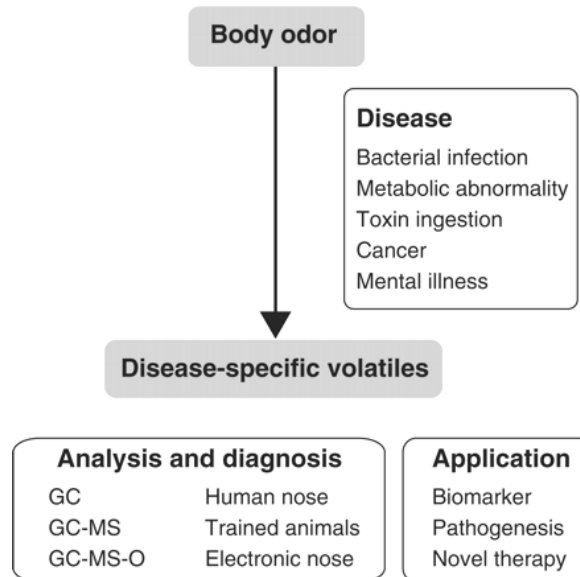 Body odor
Disease
Bacterial infection
Metabolic abnormality
Toxin ingestion
Cancer
Mental illness
Disease-specific volatiles
Analysis and diagnosis
GC Human nose
GC-MS Trained animals
GC-MS-O Electronic nose
Application
Biomarker
Pathogenesis
Novel therapy